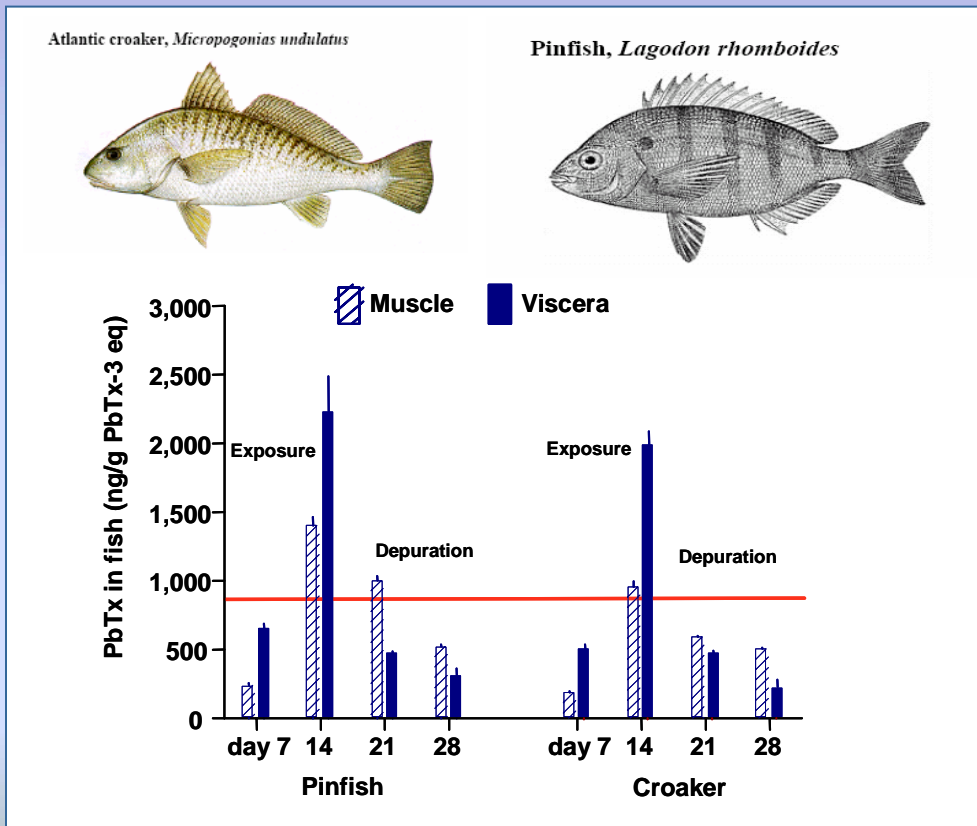 Atlantic croaker, Micropogonias undulatus
Pinfish, Lagodon rhomboides
Muscle
Viscera
PbTx in fish (ng/g PbTx-3 eq)
3,000
2,500
2,000
1,500
1,000
500
0
Exposure
Depuration
Exposure
Depuration
day 7 14 21 28
day 7 14 21 28
Pinfish
Croaker